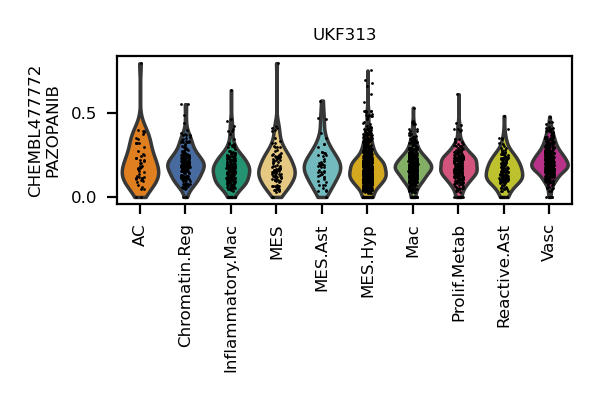 UKF313
CHEMBL477772
PAZOPANIB
0.5
0.0
AC
Chromatin.Reg
Inflammatory.Mac
MES
MES.Ast
MES.Hyp
Mac
Prolif.Metab
Reactive.Ast
Vasc